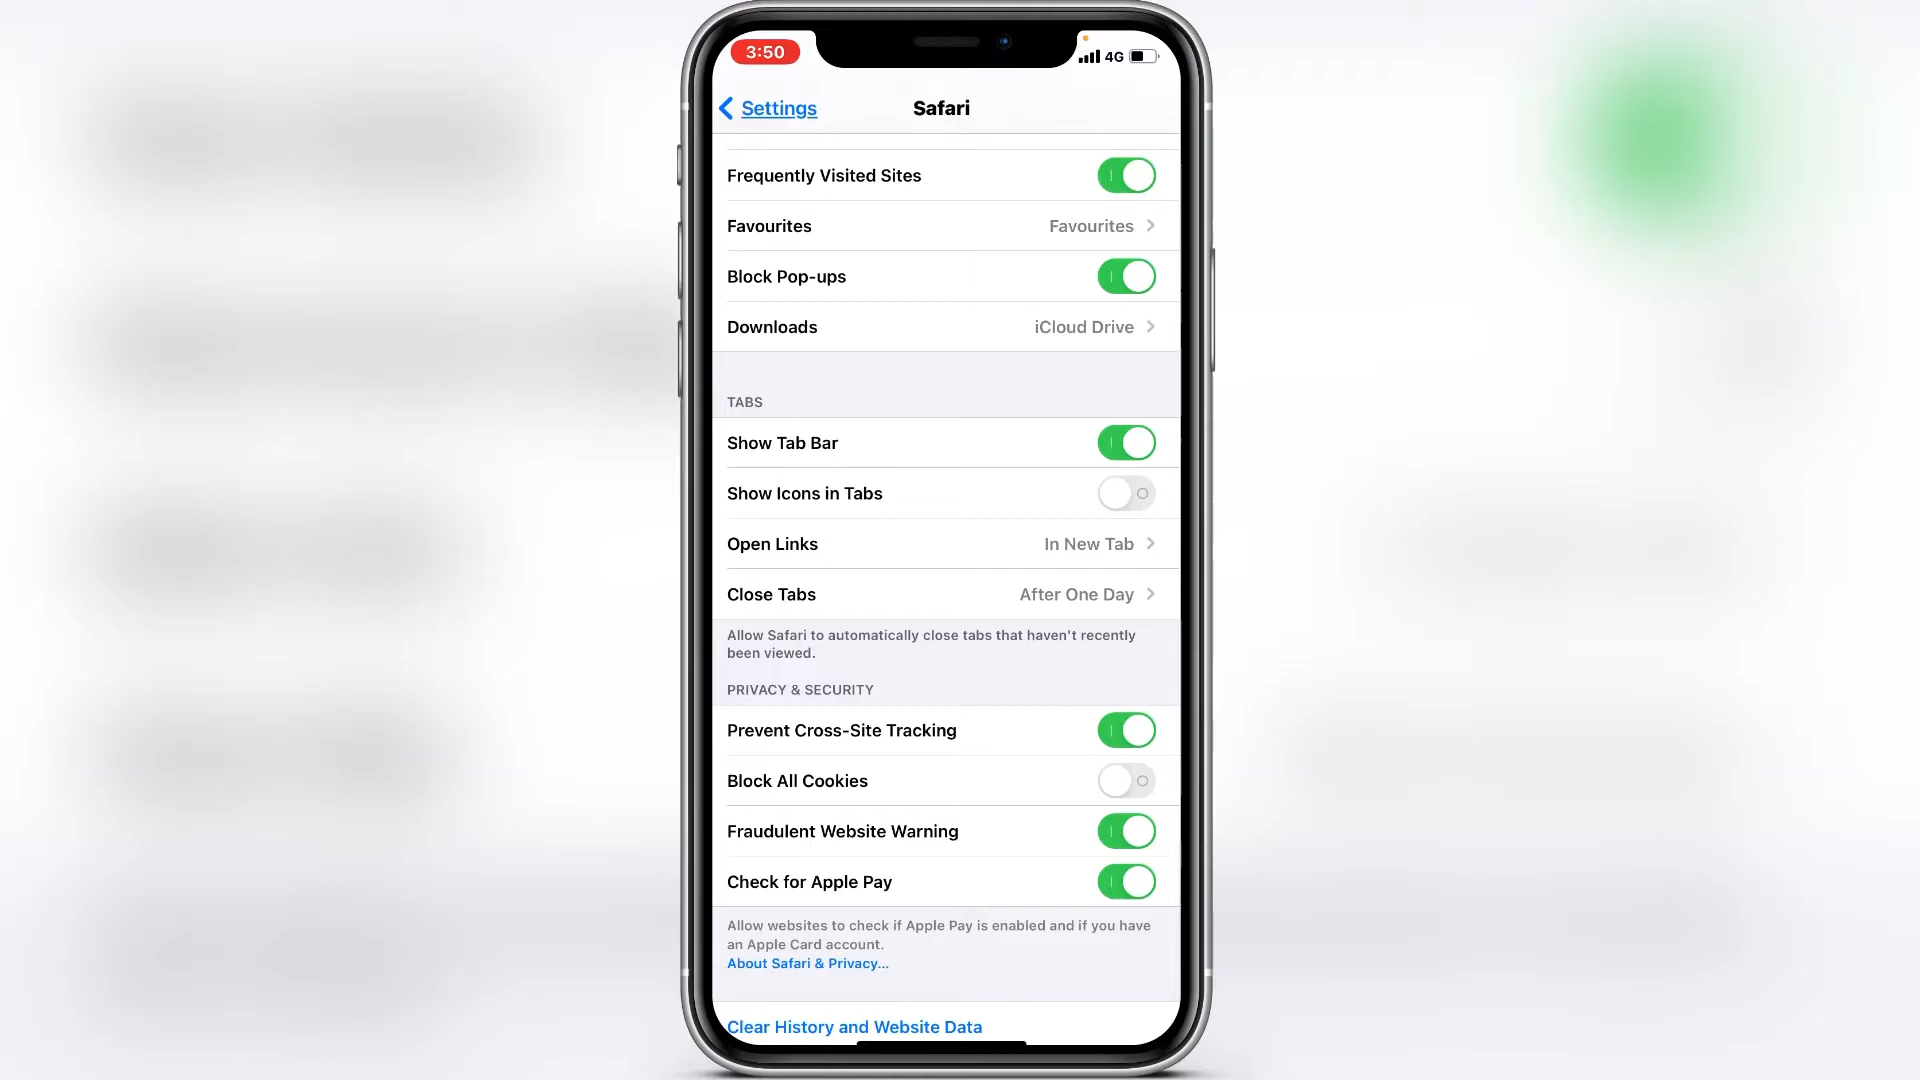 3:50
4G
Settings
Safari
Frequently Visited Sites
Favourites Favourites
Block Pop-ups
Downloads iCloud Drive
TABS
Show Tab Bar
Show Icons in Tabs
Open Links In New Tab
Close Tabs After One Day
Allow Safari to automatically close tabs that haven't recently
been viewed.
PRIVACY & SECURITY
Prevent Cross-Site Tracking
Block All Cookies
Fraudulent Website Warning
Check for Apple Pay
Allow websites to check if Apple Pay is enabled and if you have
an Apple Card account.
About Safari & Privacy...
Clear History and Website Data